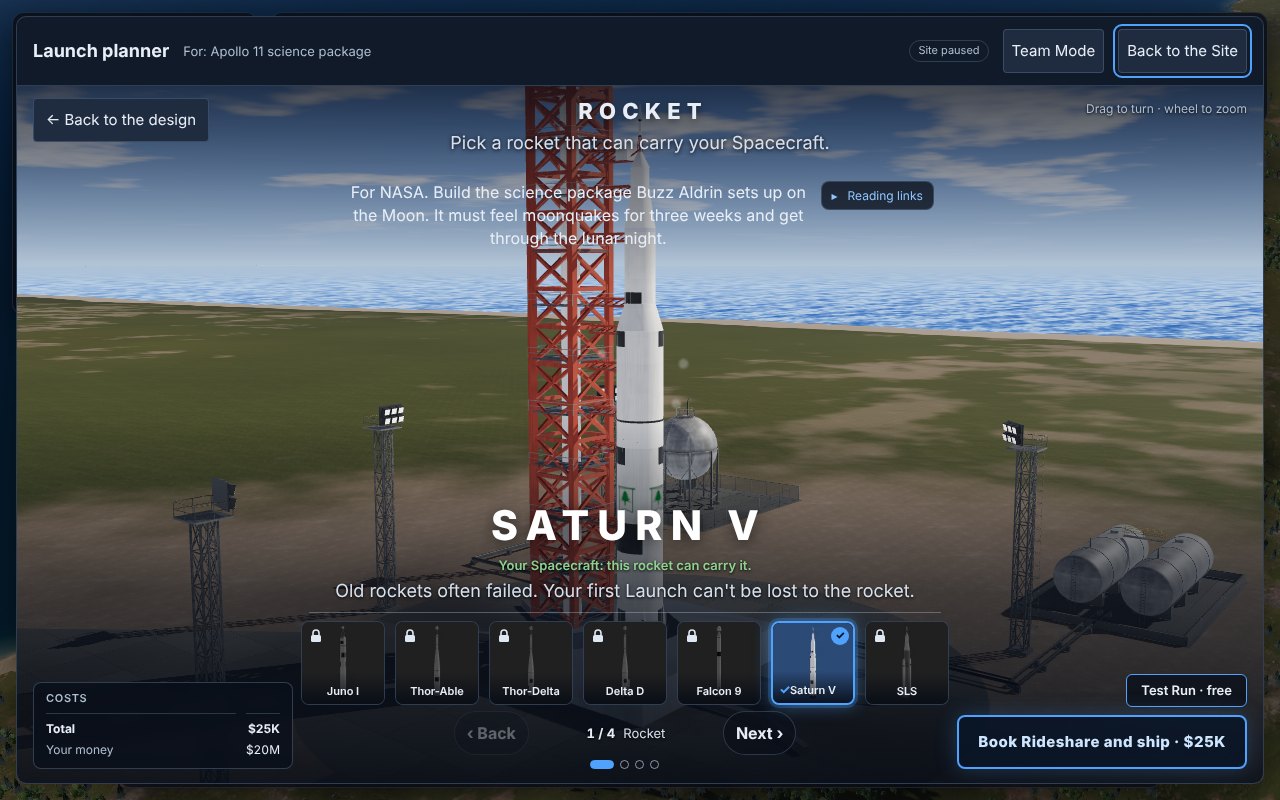 Launch planner
For: Apollo 11 science package
Site paused
Team Mode
Back to the Site
← Back to the design
ROCKET
Drag to turn · wheel to zoom
Pick a rocket that can carry your Spacecraft.
For NASA. Build the science package Buzz Aldrin sets up on
the Moon. It must feel moonquakes for three weeks and get
through the lunar night.
▸ Reading links
SATURN V
Your Spacecraft: this rocket can carry it.
Old rockets often failed. Your first Launch can't be lost to the rocket.
Juno I
Thor-Able
Thor-Delta
Delta D
Falcon 9
✓Saturn V
SLS
COSTS
Total $25K
Your money $20M
‹ Back
1 / 4 Rocket
Next ›
Test Run · free
Book Rideshare and ship · $25K